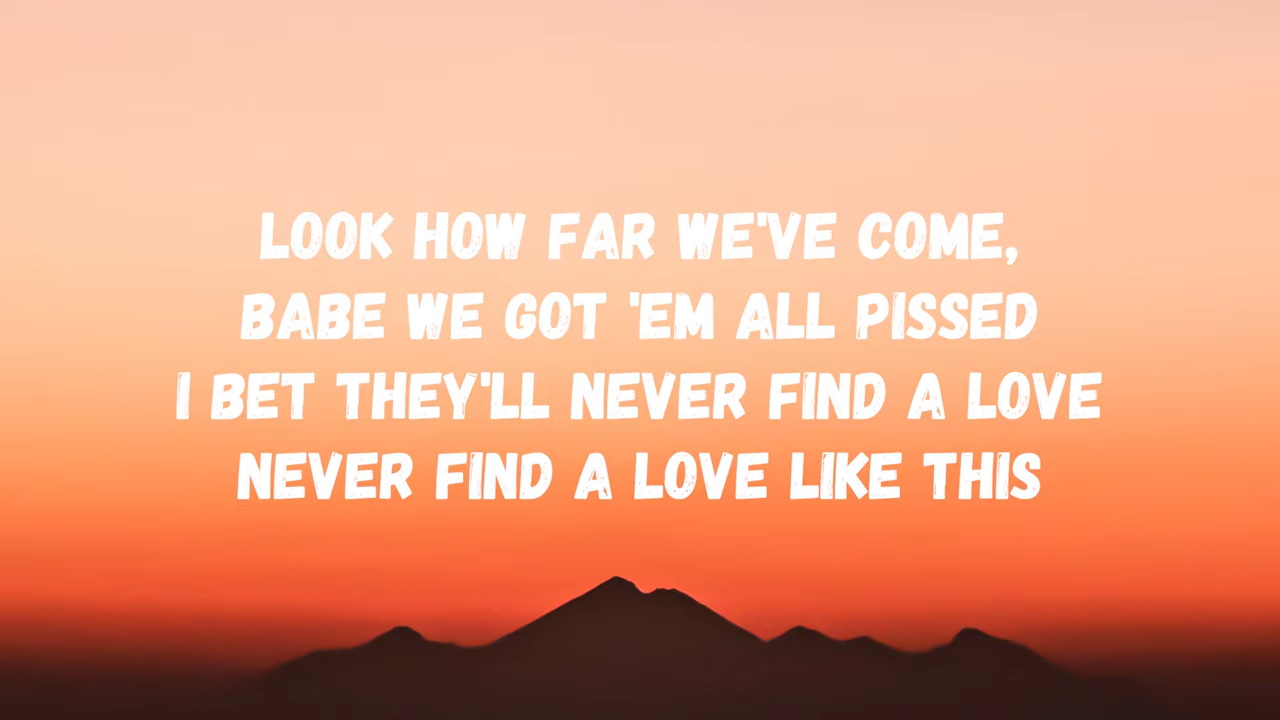 LOOK HOW FAR WE'VE COME,
BABE WE GOT 'EM ALL PISSED
I BET THEY'LL NEVER FIND A LOVE
NEVER FIND A LOVE LIKE THIS